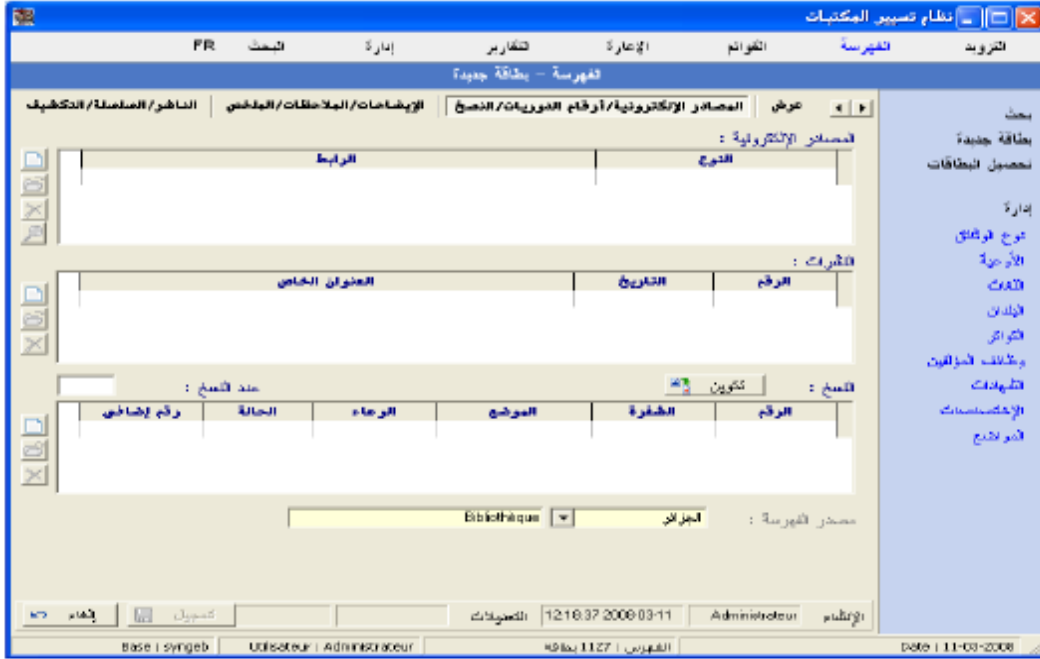 نظام تسيير المكتبات
التزويد الفهرسة القوائم الإعارة التقارير إدارة البحث FR
الفهرسة – بطاقة جديدة
عرض المصادر الإلكترونية/أرقام الدوريات/النسخ الإيضاحات/الملاحظات/الملخص الناشر/السلسلة/التكشيف
بحث
بطاقة جديدة
تحصيل البطاقات
إدارة
نوع الوثائق
الأوعية
اللغات
البلدان
التواتر
وظائف المؤلفين
الشهادات
الإختصاصات
المواضيع
المصادر الإلكترونية :
النوع الرابط
النشرات :
الرقم التاريخ العنوان الخاص
النسخ : تكوين عدد النسخ :
الرقم الشفرة الموضع الوعاء الحالة رقم إضافي
مصدر الفهرسة : الجزائر Bibliothèque
الإنشاء Administrateur 12:18:37 2008-03-11 التعديلات تسجيل إلغاء
Date : 11-03-2008 الفهرس : 1127 بطاقة Utilisateur : Administrateur Base : syngeb